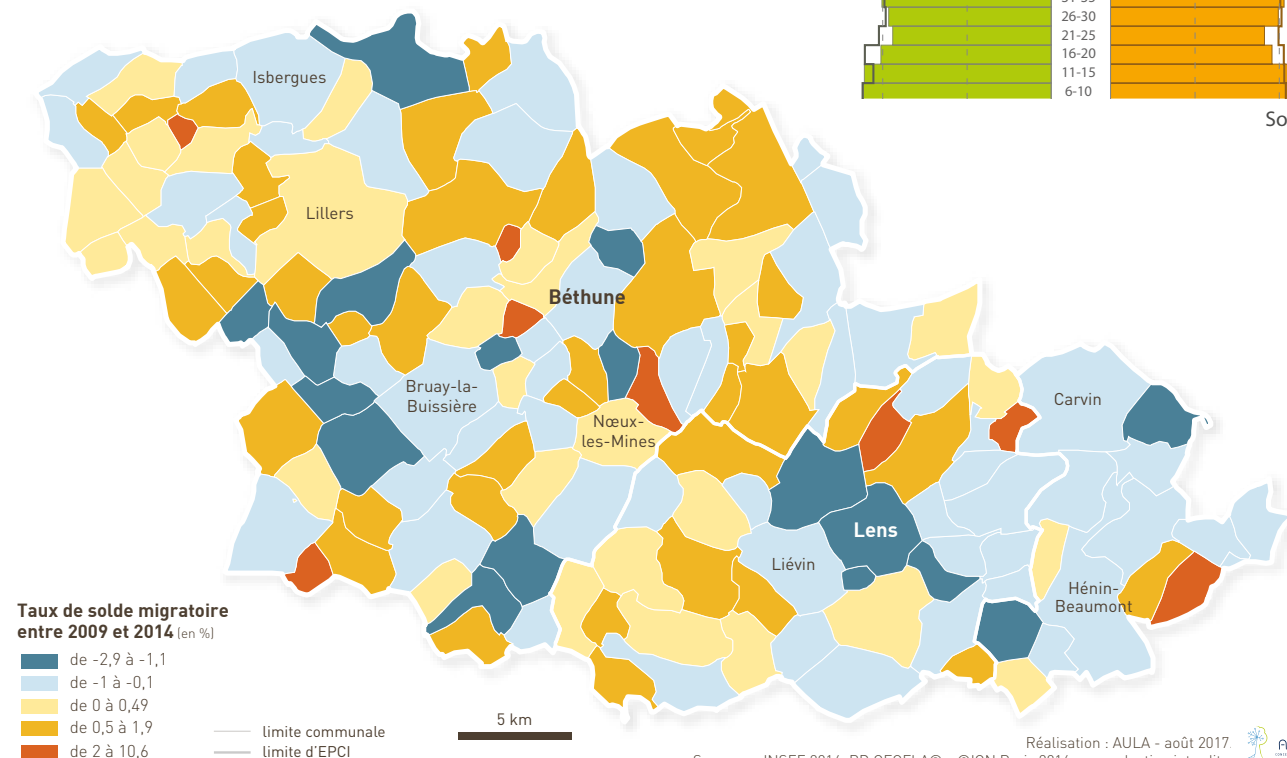 26-30
21-25
16-20
11-15
6-10
So
Isbergues
Lillers
Béthune
Bruay-la-
Buissière
Nœux-
les-Mines
Carvin
Lens
Liévin
Hénin-
Beaumont
Taux de solde migratoire
entre 2009 et 2014 (en %)
de -2,9 à -1,1
de -1 à -0,1
de 0 à 0,49
de 0,5 à 1,9
de 2 à 10,6
limite communale
limite d'EPCI
5 km
Réalisation : AULA - août 2017